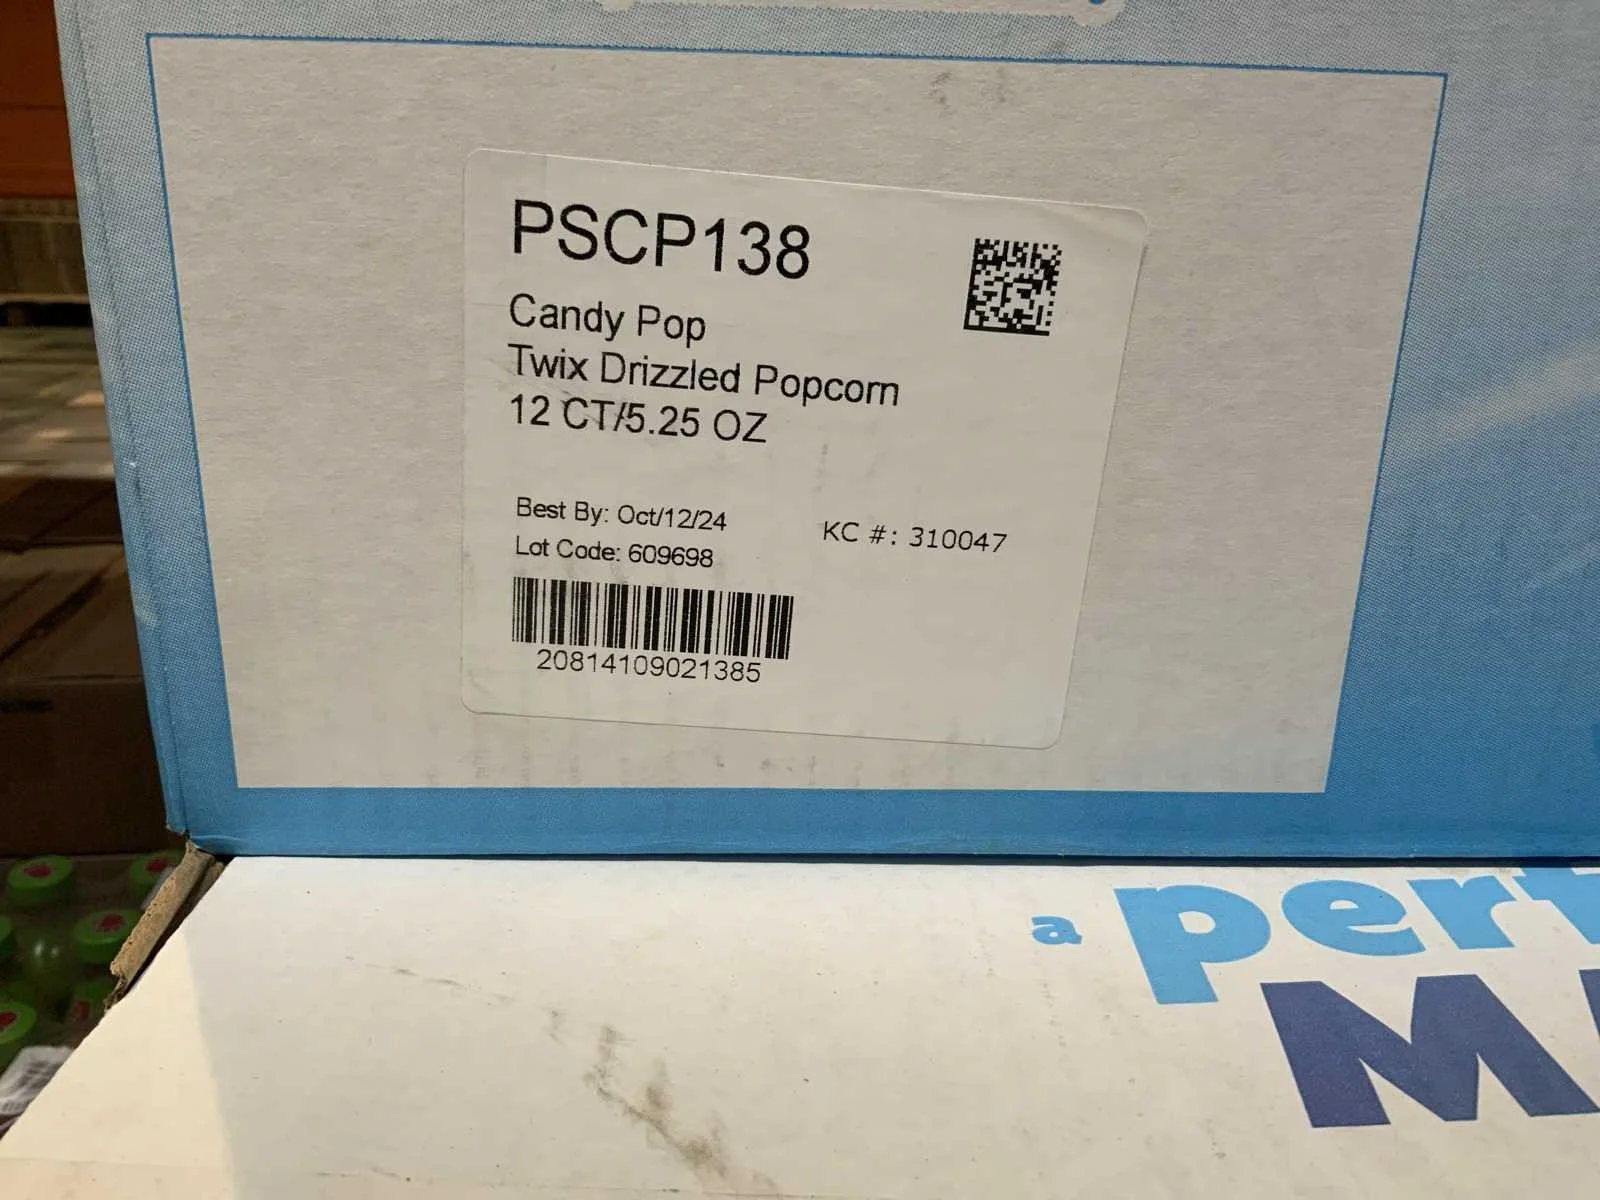 PSCP138
Candy Pop
Twix Drizzled Popcorn
12 CT/5.25 OZ
Best By: Oct/12/24
KC #: 310047
Lot Code: 609698
20814109021385
a